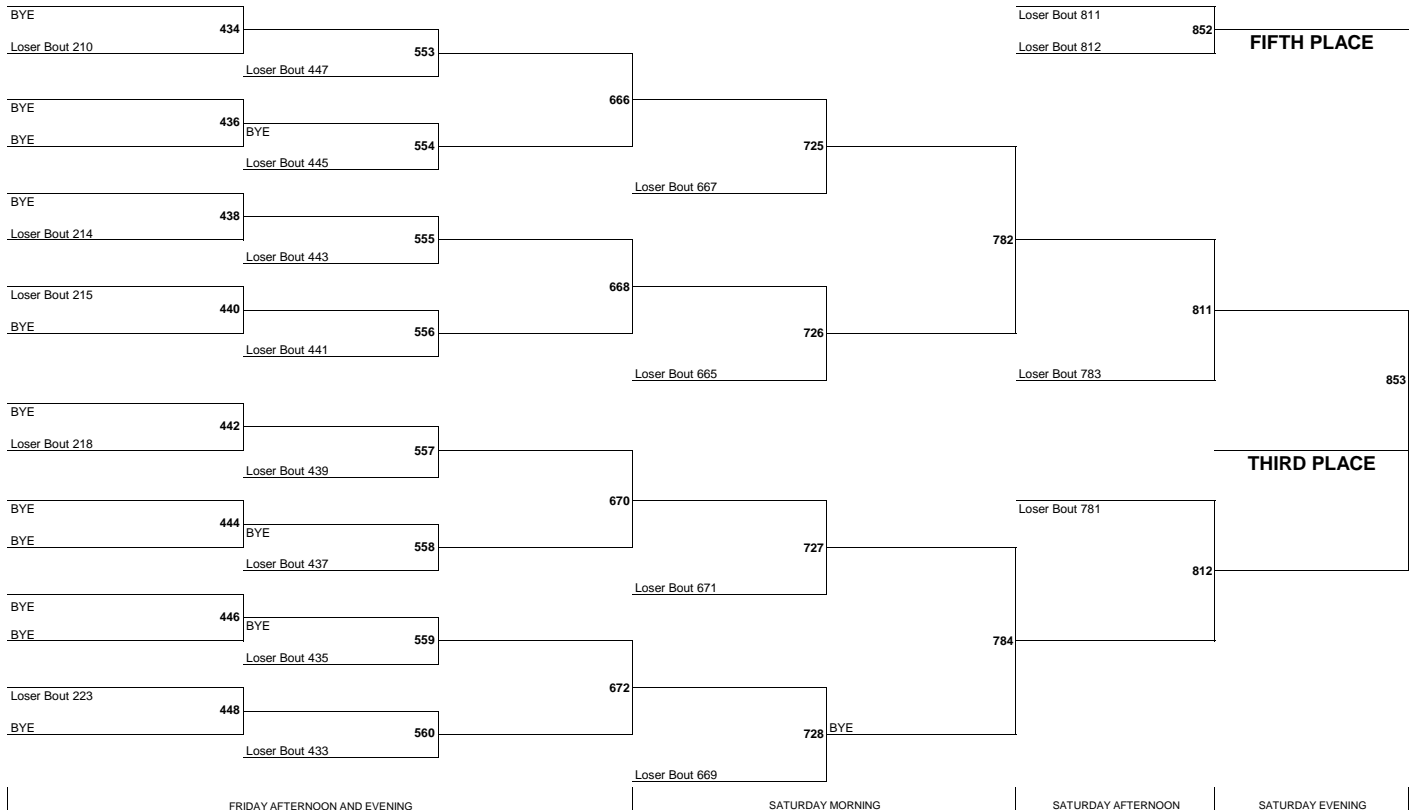 BYE
434
Loser Bout 210
553
Loser Bout 447
666
BYE
436
BYE
BYE
554
Loser Bout 445
725
Loser Bout 667
BYE
438
Loser Bout 214
555
Loser Bout 443
668
Loser Bout 215
440
BYE
556
Loser Bout 441
726
Loser Bout 665
782
811
Loser Bout 783
BYE
442
Loser Bout 218
557
Loser Bout 439
670
BYE
444
BYE
BYE
558
Loser Bout 437
727
Loser Bout 671
BYE
446
BYE
BYE
559
Loser Bout 435
672
Loser Bout 223
448
BYE
560
Loser Bout 433
728
BYE
Loser Bout 669
784
Loser Bout 781
812
853
THIRD PLACE
Loser Bout 811
852
Loser Bout 812
FIFTH PLACE
FRIDAY AFTERNOON AND EVENING
SATURDAY MORNING
SATURDAY AFTERNOON
SATURDAY EVENING